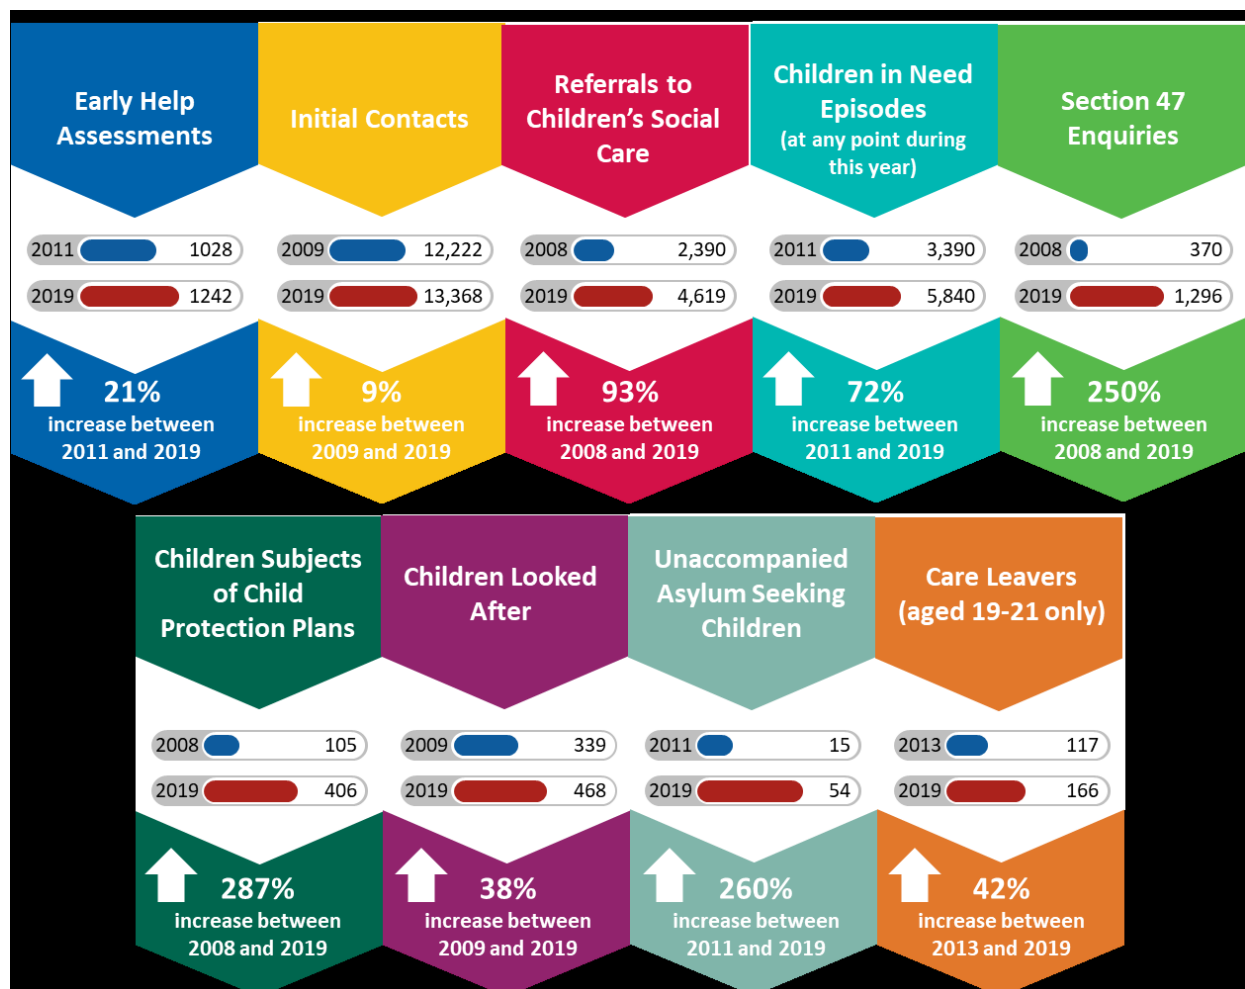 Early Help
Assessments
Initial Contacts
Referrals to
Children's Social
Care
Children in Need
Episodes
(at any point during
this year)
Section 47
Enquiries
2011 1028
2019 1242
2009 12,222
2019 13,368
2008 2,390
2019 4,619
2011 3,390
2019 5,840
2008 370
2019 1,296
21%
increase between
2011 and 2019
9%
increase between
2009 and 2019
93%
increase between
2008 and 2019
72%
increase between
2011 and 2019
250%
increase between
2008 and 2019
Children Subjects
of Child
Protection Plans
Children Looked
After
Unaccompanied
Asylum Seeking
Children
Care Leavers
(aged 19-21 only)
2008 105
2019 406
2009 339
2019 468
2011 15
2019 54
2013 117
2019 166
287%
increase between
2008 and 2019
38%
increase between
2009 and 2019
260%
increase between
2011 and 2019
42%
increase between
2013 and 2019